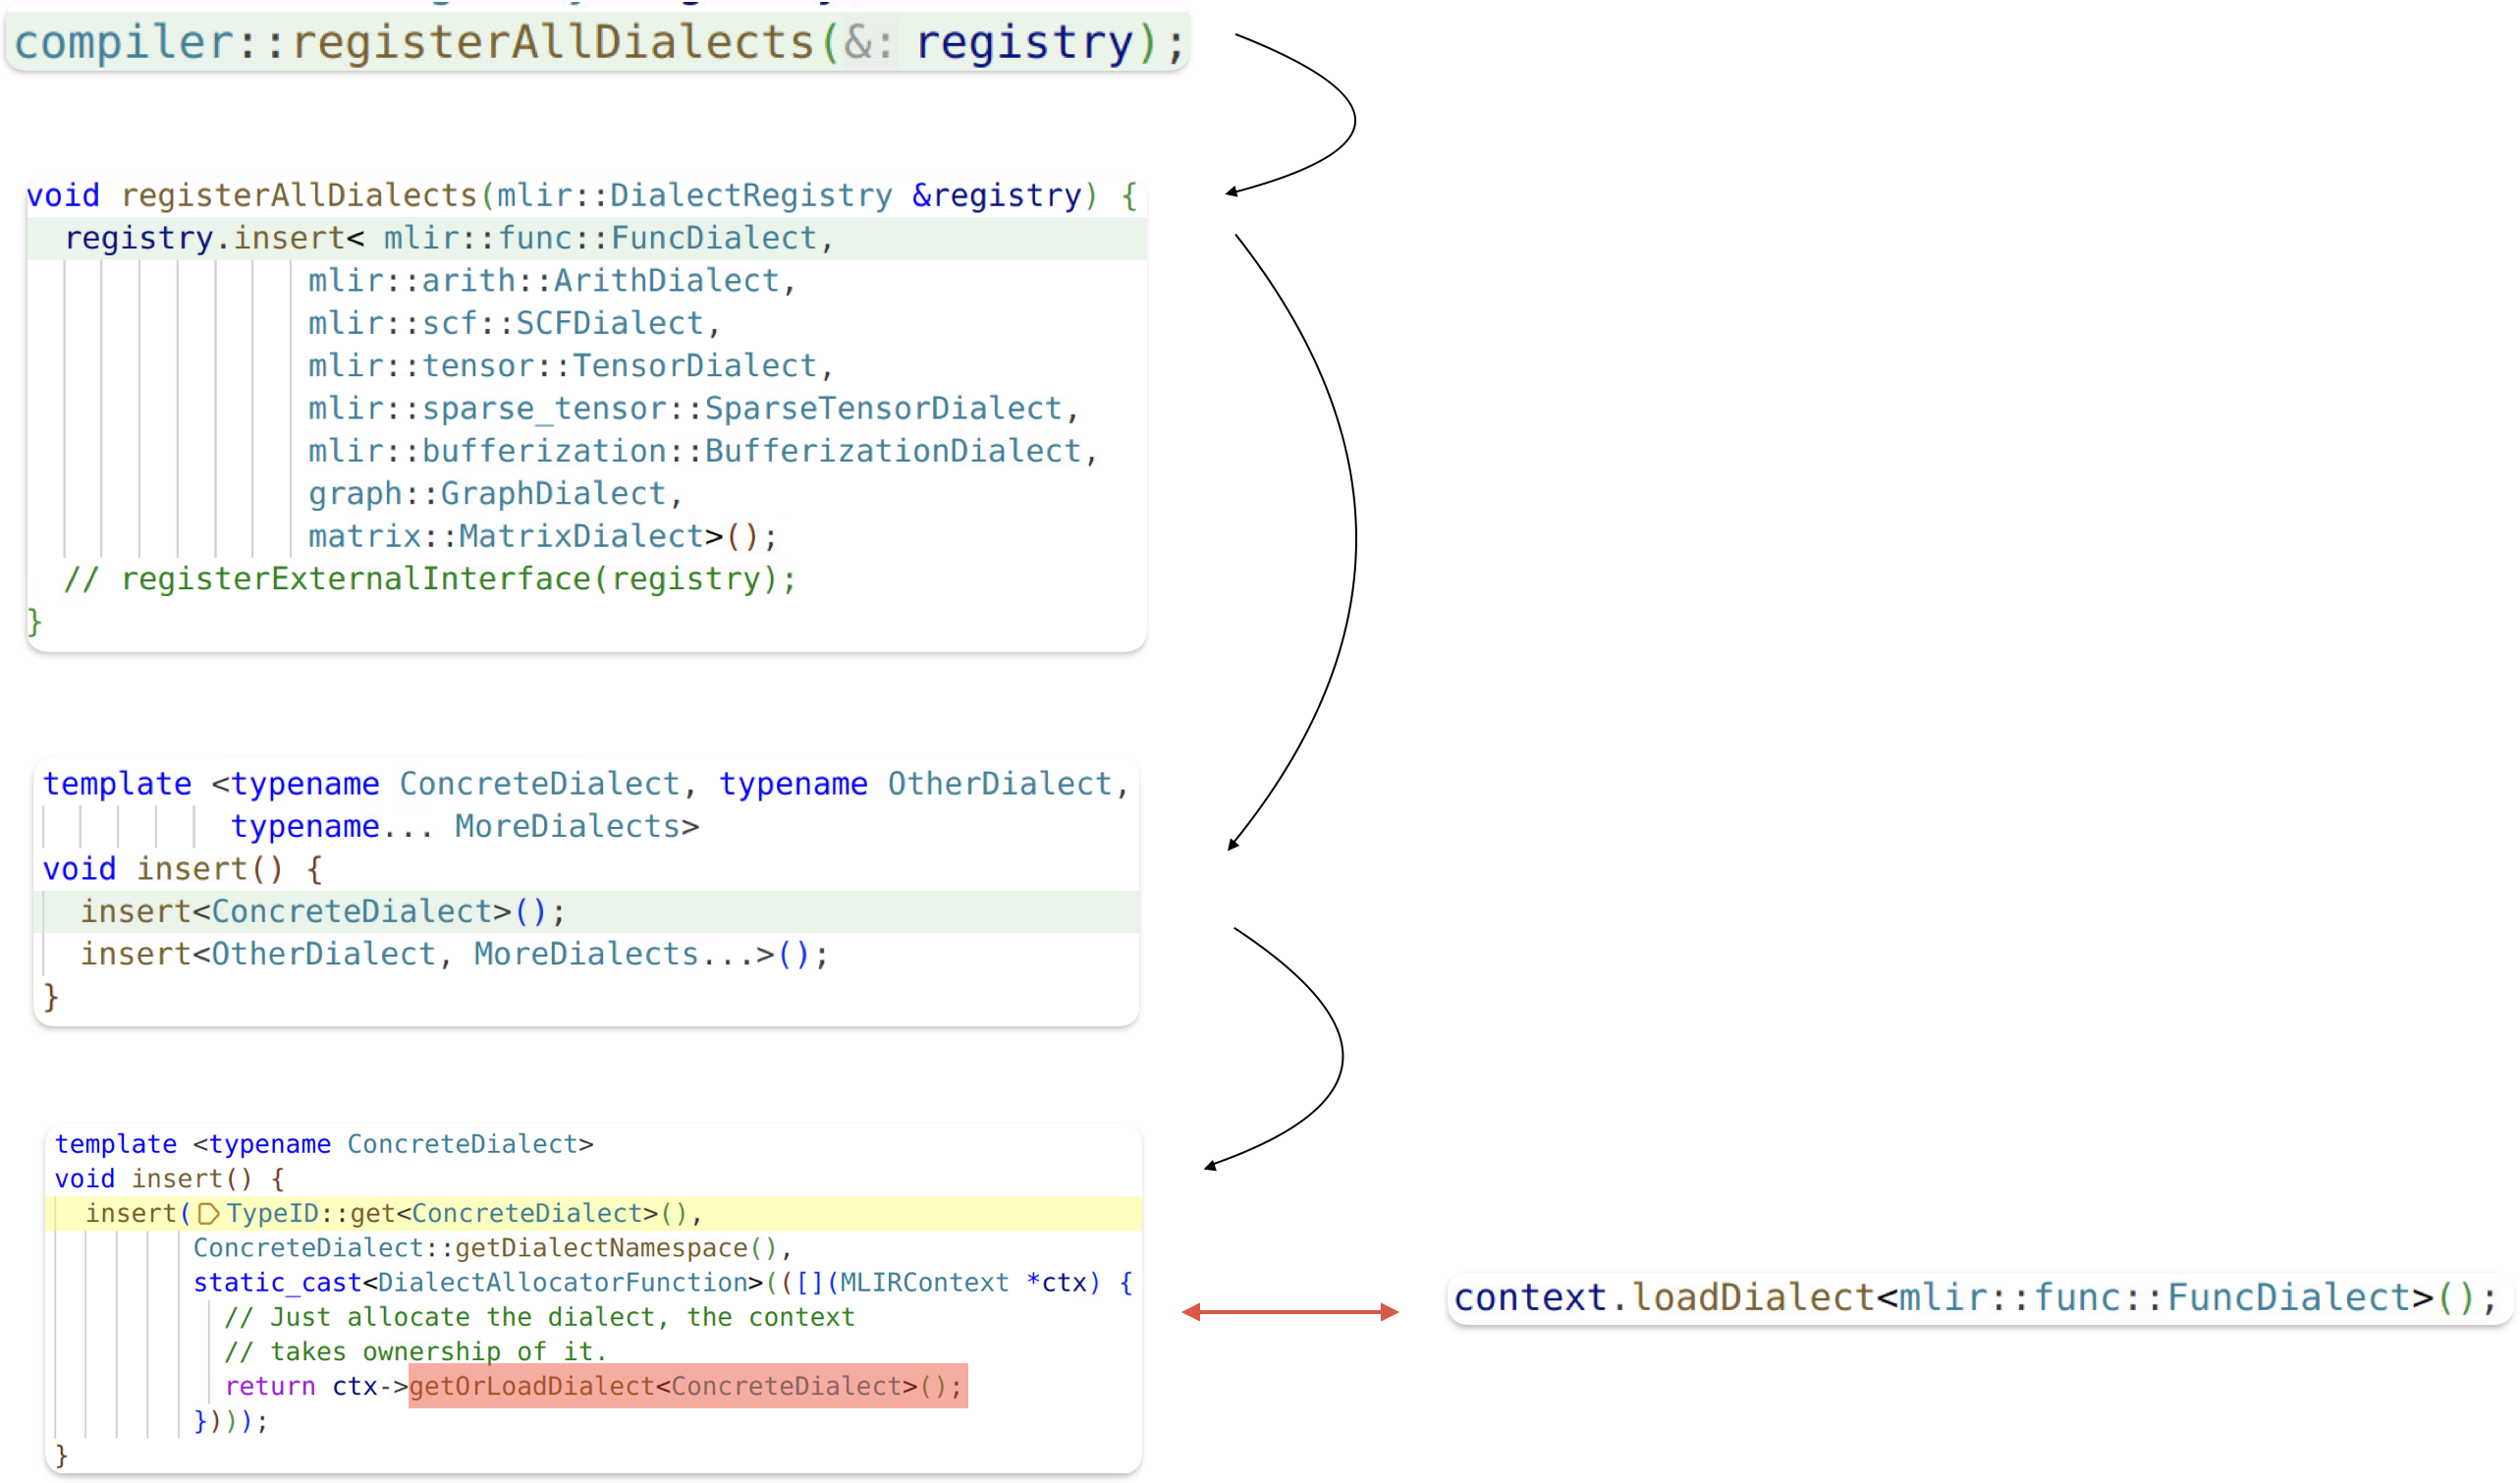 compiler::registerAllDialects(&: registry);
void registerAllDialects(mlir::DialectRegistry &registry) {
registry.insert< mlir::func::FuncDialect,
mlir::arith::ArithDialect,
mlir::scf::SCFDialect,
mlir::tensor::TensorDialect,
mlir::sparse_tensor::SparseTensorDialect,
mlir::bufferization::BufferizationDialect,
graph::GraphDialect,
matrix::MatrixDialect>();
// registerExternalInterface(registry);
}
template <typename ConcreteDialect, typename OtherDialect,
typename... MoreDialects>
void insert() {
insert<ConcreteDialect>();
insert<OtherDialect, MoreDialects...>();
}
template <typename ConcreteDialect>
void insert() {
insert(TypeID::get<ConcreteDialect>(),
ConcreteDialect::getDialectNamespace(),
static_cast<DialectAllocatorFunction>(([](MLIRContext *ctx) {
// Just allocate the dialect, the context
// takes ownership of it.
return ctx->getOrLoadDialect<ConcreteDialect>();
})));
}
context.loadDialect<mlir::func::FuncDialect>();